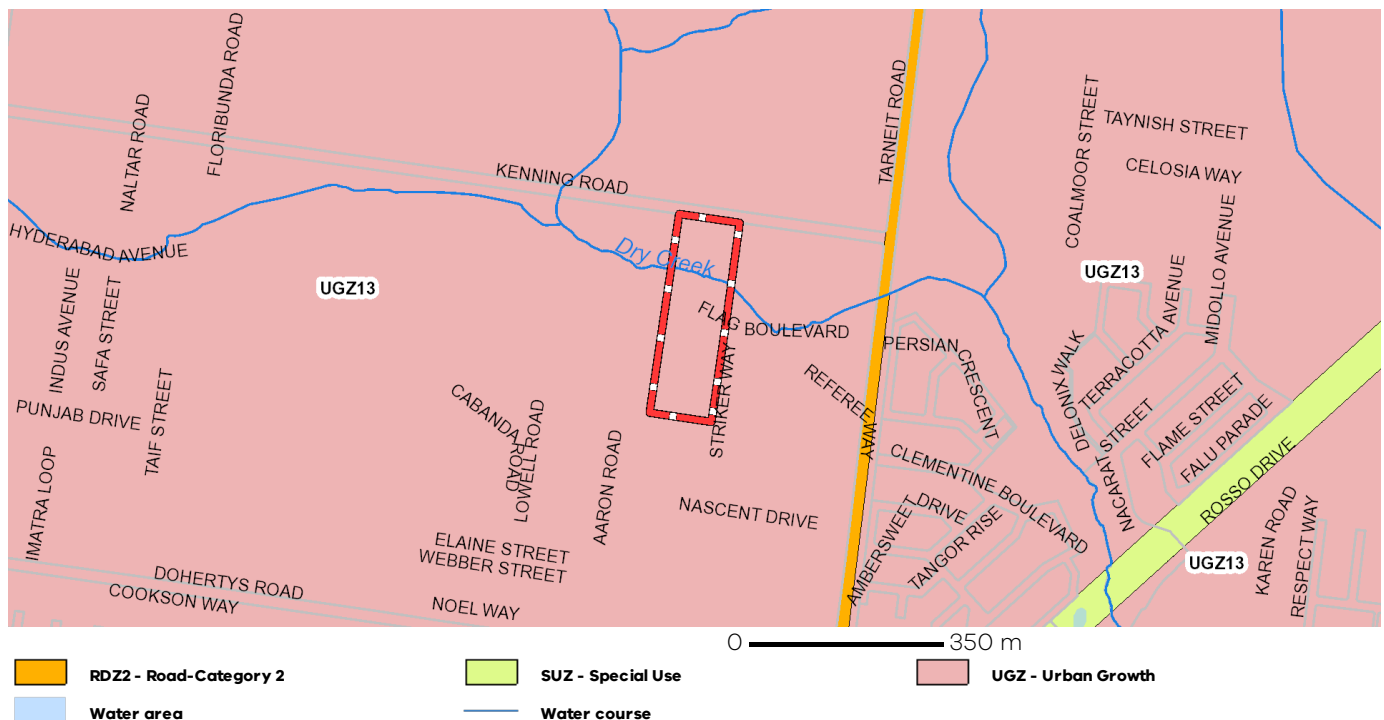 FLORIBUNDA ROAD
NALTAR ROAD
TARNEIT ROAD
COALMOOR STREET
TAYNISH STREET
CELOSIA WAY
KENNING ROAD
MIDOLLO AVENUE
HYDERABAD AVENUE
Dry Creek
UGZ13
UGZ13
INDUS AVENUE
SAFA STREET
FLAG BOULEVARD
PERSIAN CRESCENT
DELONIX WALK
TERRACOTTA AVENUE
STRIKER WAY
REFEREE WAY
PUNJAB DRIVE
TAIF STREET
CABANDA ROAD
LOWELL ROAD
AARON ROAD
NACARAT STREET
FLAME STREET
FALU PARADE
ROSSO DRIVE
CLEMENTINE BOULEVARD
IMATRA LOOP
NASCENT DRIVE
AMBERSWEET DRIVE
TANGOR RISE
KAREN ROAD
RESPECT WAY
ELAINE STREET
WEBBER STREET
UGZ13
DOHERTYS ROAD
COOKSON WAY
NOEL WAY
0 350 m
RDZ2 - Road-Category 2
SUZ - Special Use
UGZ - Urban Growth
Water area
Water course